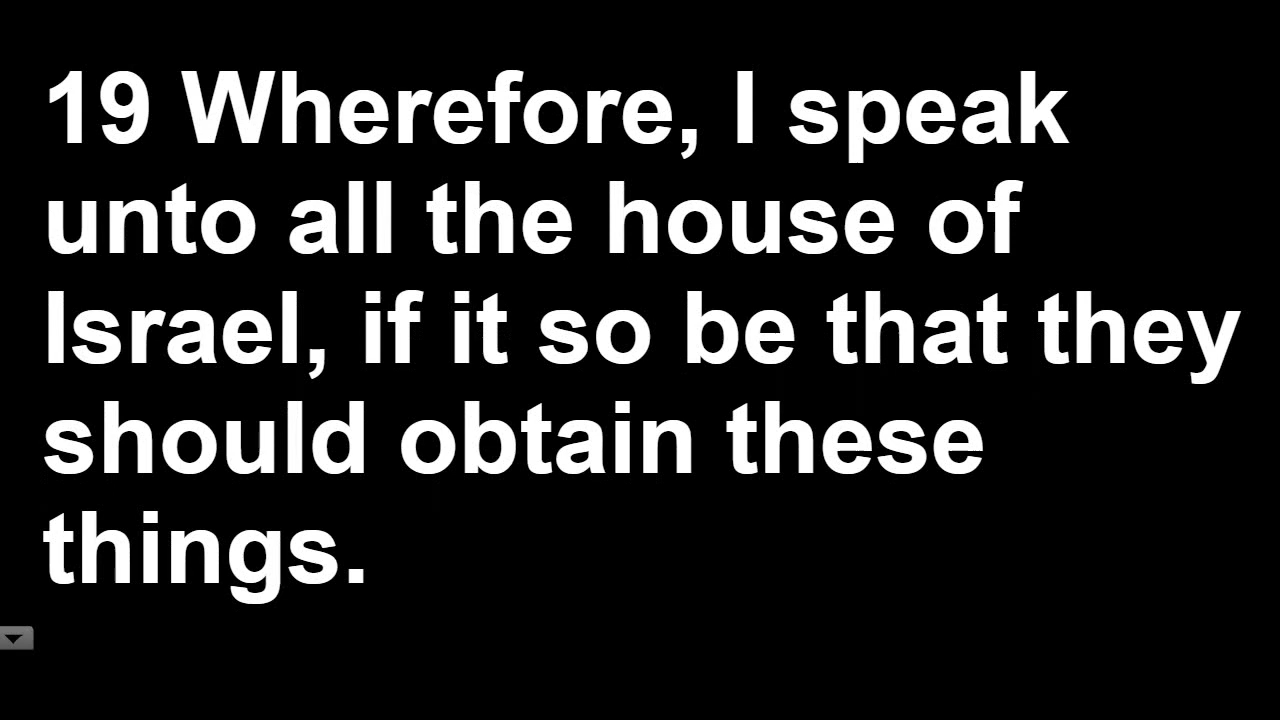 19 Wherefore, I speak
unto all the house of
Israel, if it so be that they
should obtain these
things.